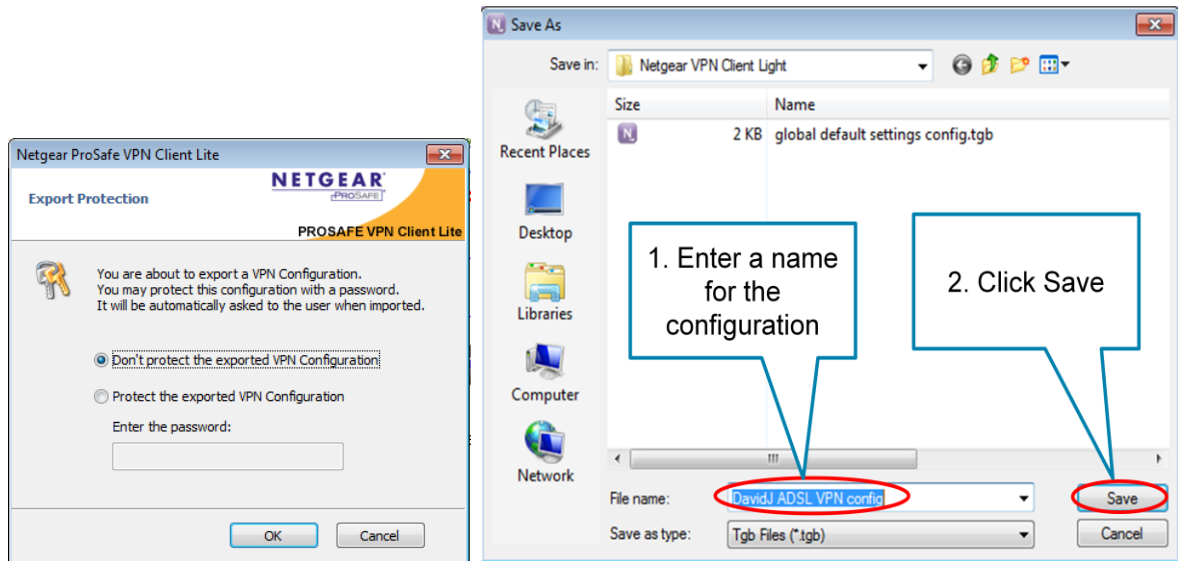 Netgear ProSafe VPN Client Lite
NETGEAR
PROSAFE
Export Protection
PROSAFE VPN Client Lite
You are about to export a VPN Configuration.
You may protect this configuration with a password.
It will be automatically asked to the user when imported.
Don't protect the exported VPN Configuration
Protect the exported VPN Configuration
Enter the password:
OK
Cancel
Save As
Save in:
Netgear VPN Client Light
Recent Places
Desktop
Libraries
Computer
Network
Size
Name
2 KB
global default settings config.tgb
1. Enter a name
for the
configuration
2. Click Save
File name:
DavidJ ADSL VPN config
Save
Save as type:
Tgb Files (*.tgb)
Cancel